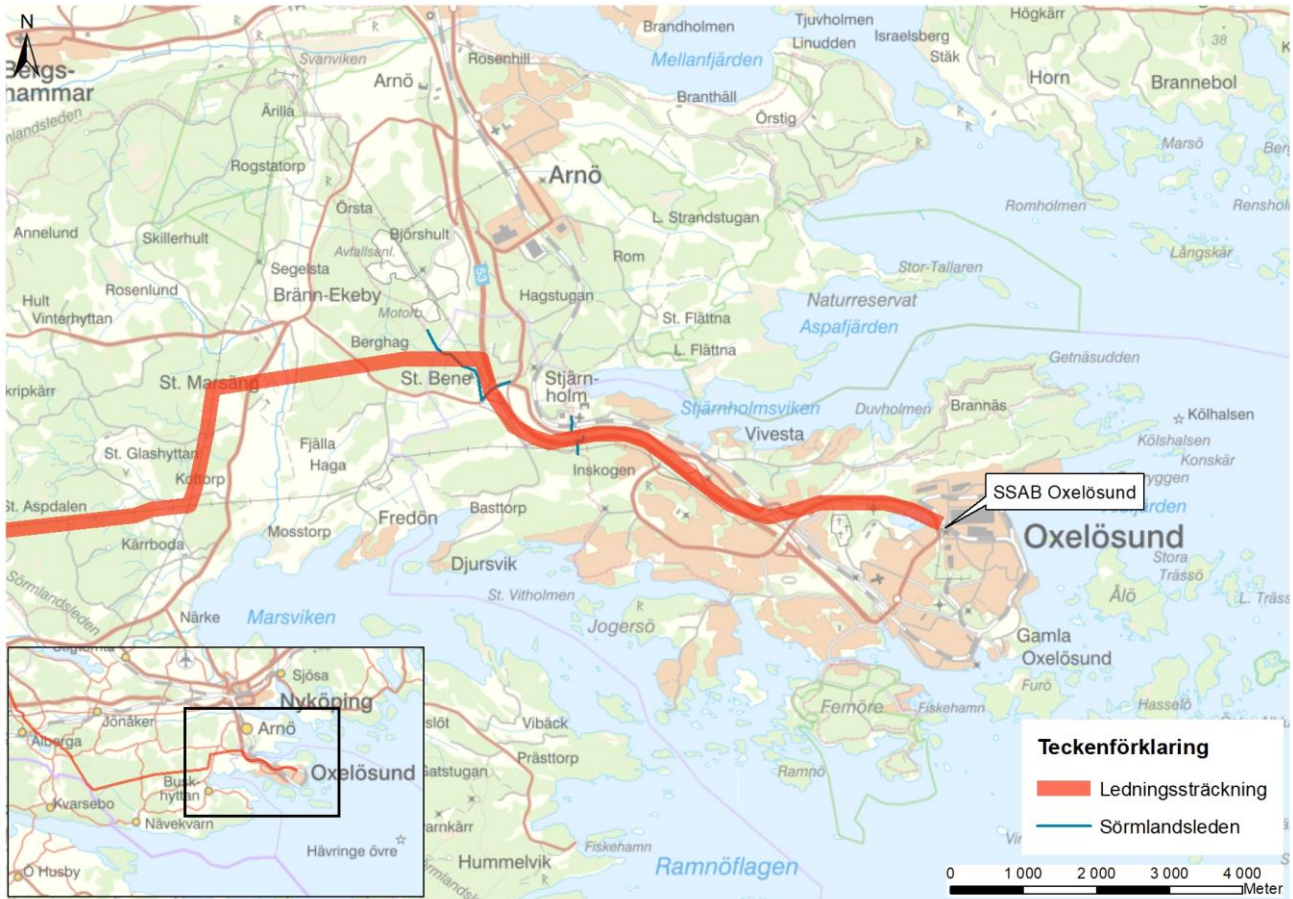 N
Bergs-
hammar
Svanviken
Arnö
Rosenhill
Brandholmen
Mellanfjärden
Tjuvholmen
Linudden
Israelsberg
Stäk
Högkärr
38
Horn
Brannebol
Ärilla
Branthäll
Örstig
Rogstatorp
Arnö
Marsö
Romholmen
Långskär
Annelund
Skillerhult
Örsta
Björshult
Avfallsanl.
L. Strandstugan
Rom
Stor-Tallaren
Segelsta
Bränn-Ekeby
53
Hagstugan
Naturreservat
Aspafjärden
Hult
Rosenlund
Vinterhyttan
Motorb.
St. Flättna
L. Flättna
Berghag
St. Marsäng
St. Bene
Stjärn-
holm
Getnäsudden
Stjärnholmsviken
Duvholmen
Brannäs
Kölhalsen
Kölshalsen
Konskär
Vivesta
St. Glashyttan
Fjälla
Haga
Kottorp
Inskogen
SSAB Oxelösund
St. Aspdalen
Fredön
Basttorp
Mosstorp
Kärrboda
Oxelösund
Djursvik
Stora
Trässö
Ålö
Sörmlandsleden
St. Vitholmen
Närke
Marsviken
Jogersö
Gamla
Oxelösund
Furö
Hasselö
Femöre
Fiskehamn
Ramnö
Vibäck
Prästtorp
Hummelvik
Fiskehamn
Ramnöflagen
Sjösa
Nyköping
Jönåker
Arnö
Ålberga
Oxelösund
Busk-
hyttan
Kvarsebo
Nävekvarn
Hävringe övre
Ö Husby
Teckenförklaring
Ledningssträckning
Sörmlandsleden
0 1 000 2 000 3 000 4 000
Meter